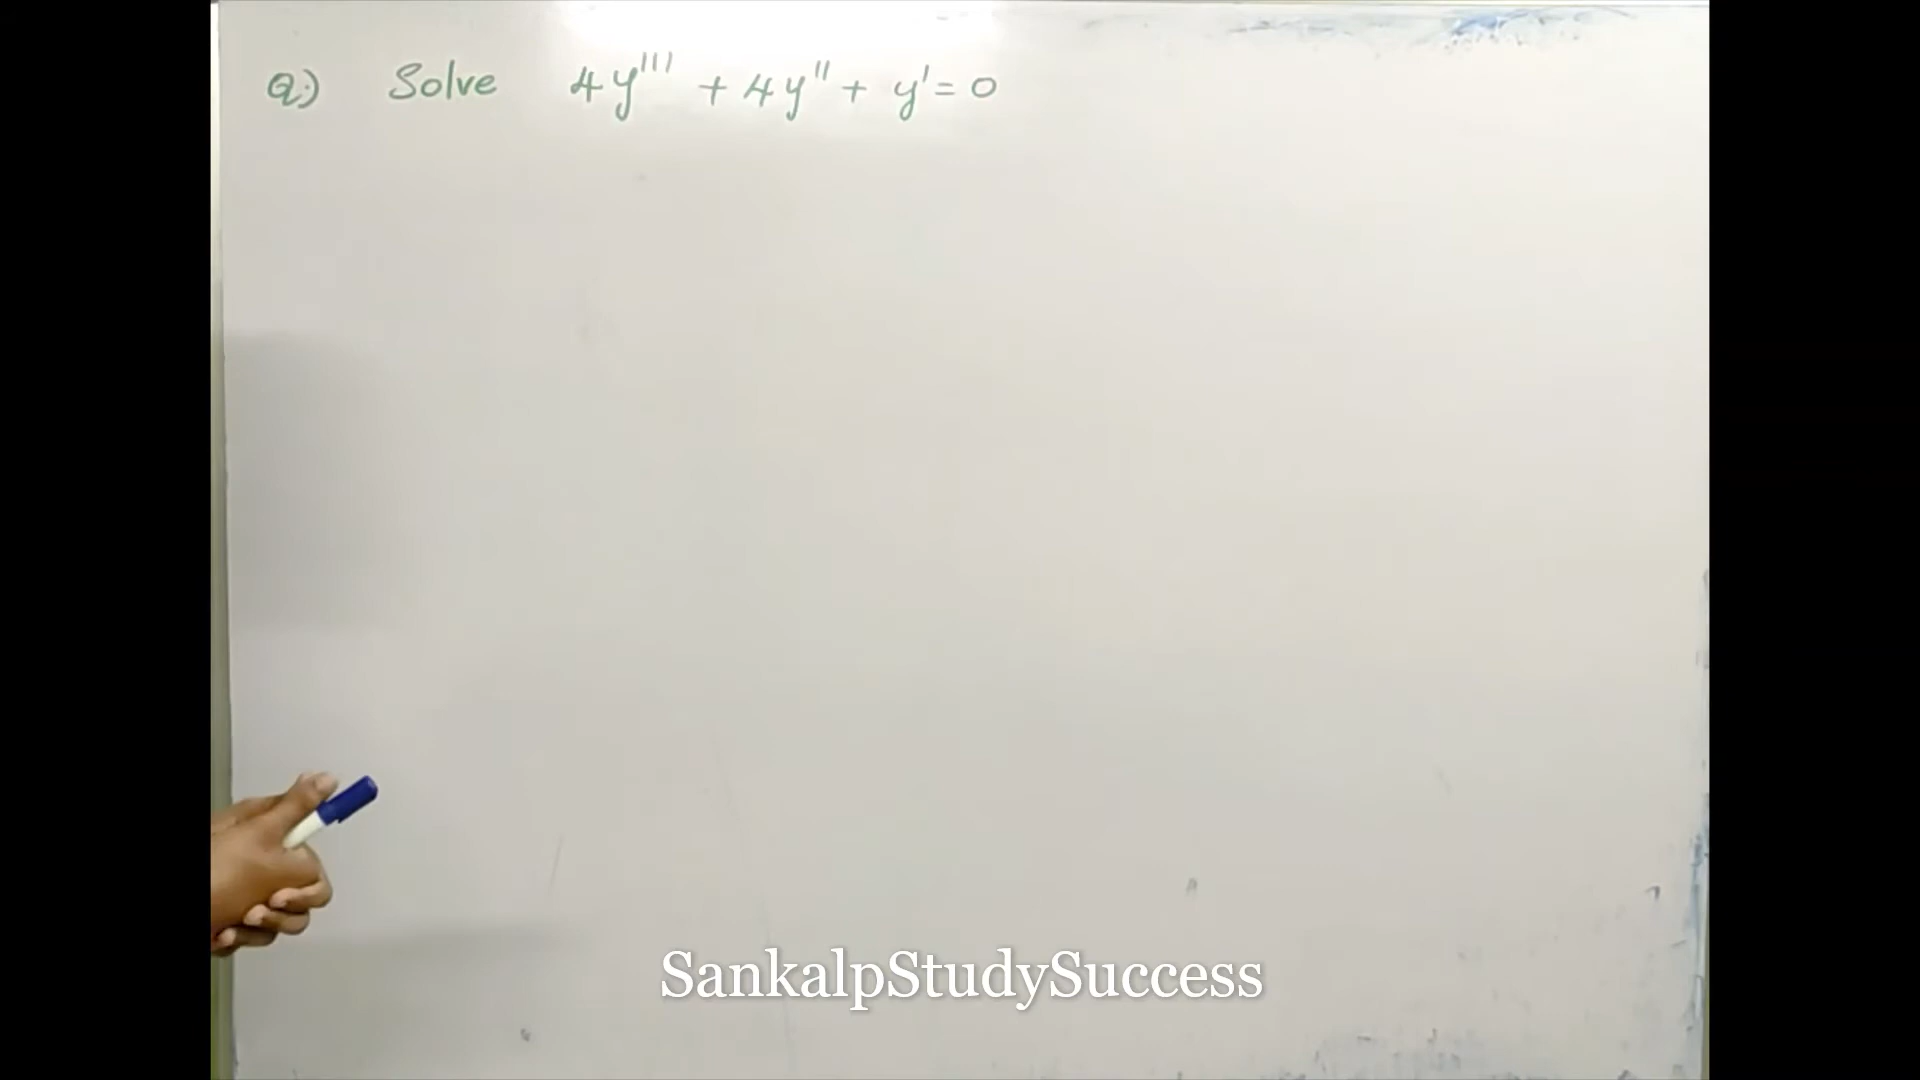 Q.) Solve 4y''' + 4y'' + y' = 0
SankalpStudySuccess